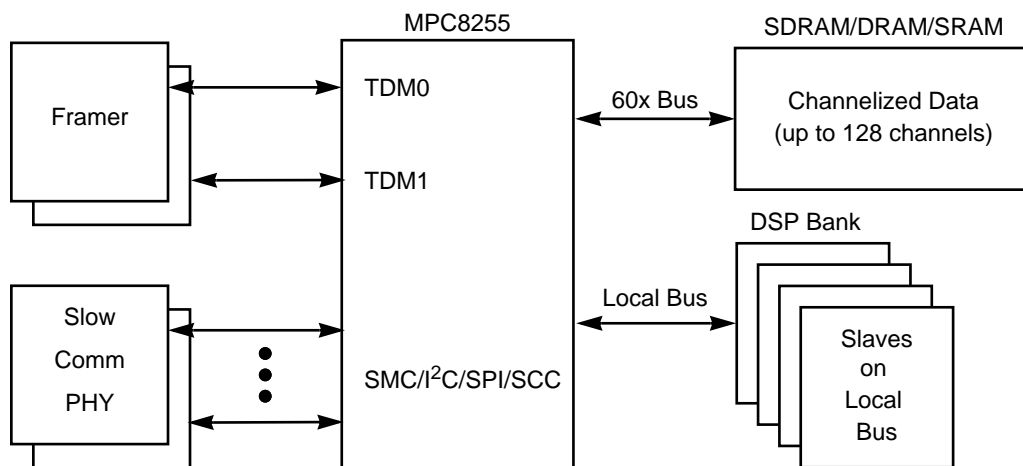 MPC8255
SDRAM/DRAM/SRAM
Framer
TDM0
TDM1
60x Bus
Channelized Data
(up to 128 channels)
DSP Bank
Slow
Comm
PHY
SMC/I²C/SPI/SCC
Local Bus
Slaves
on
Local
Bus